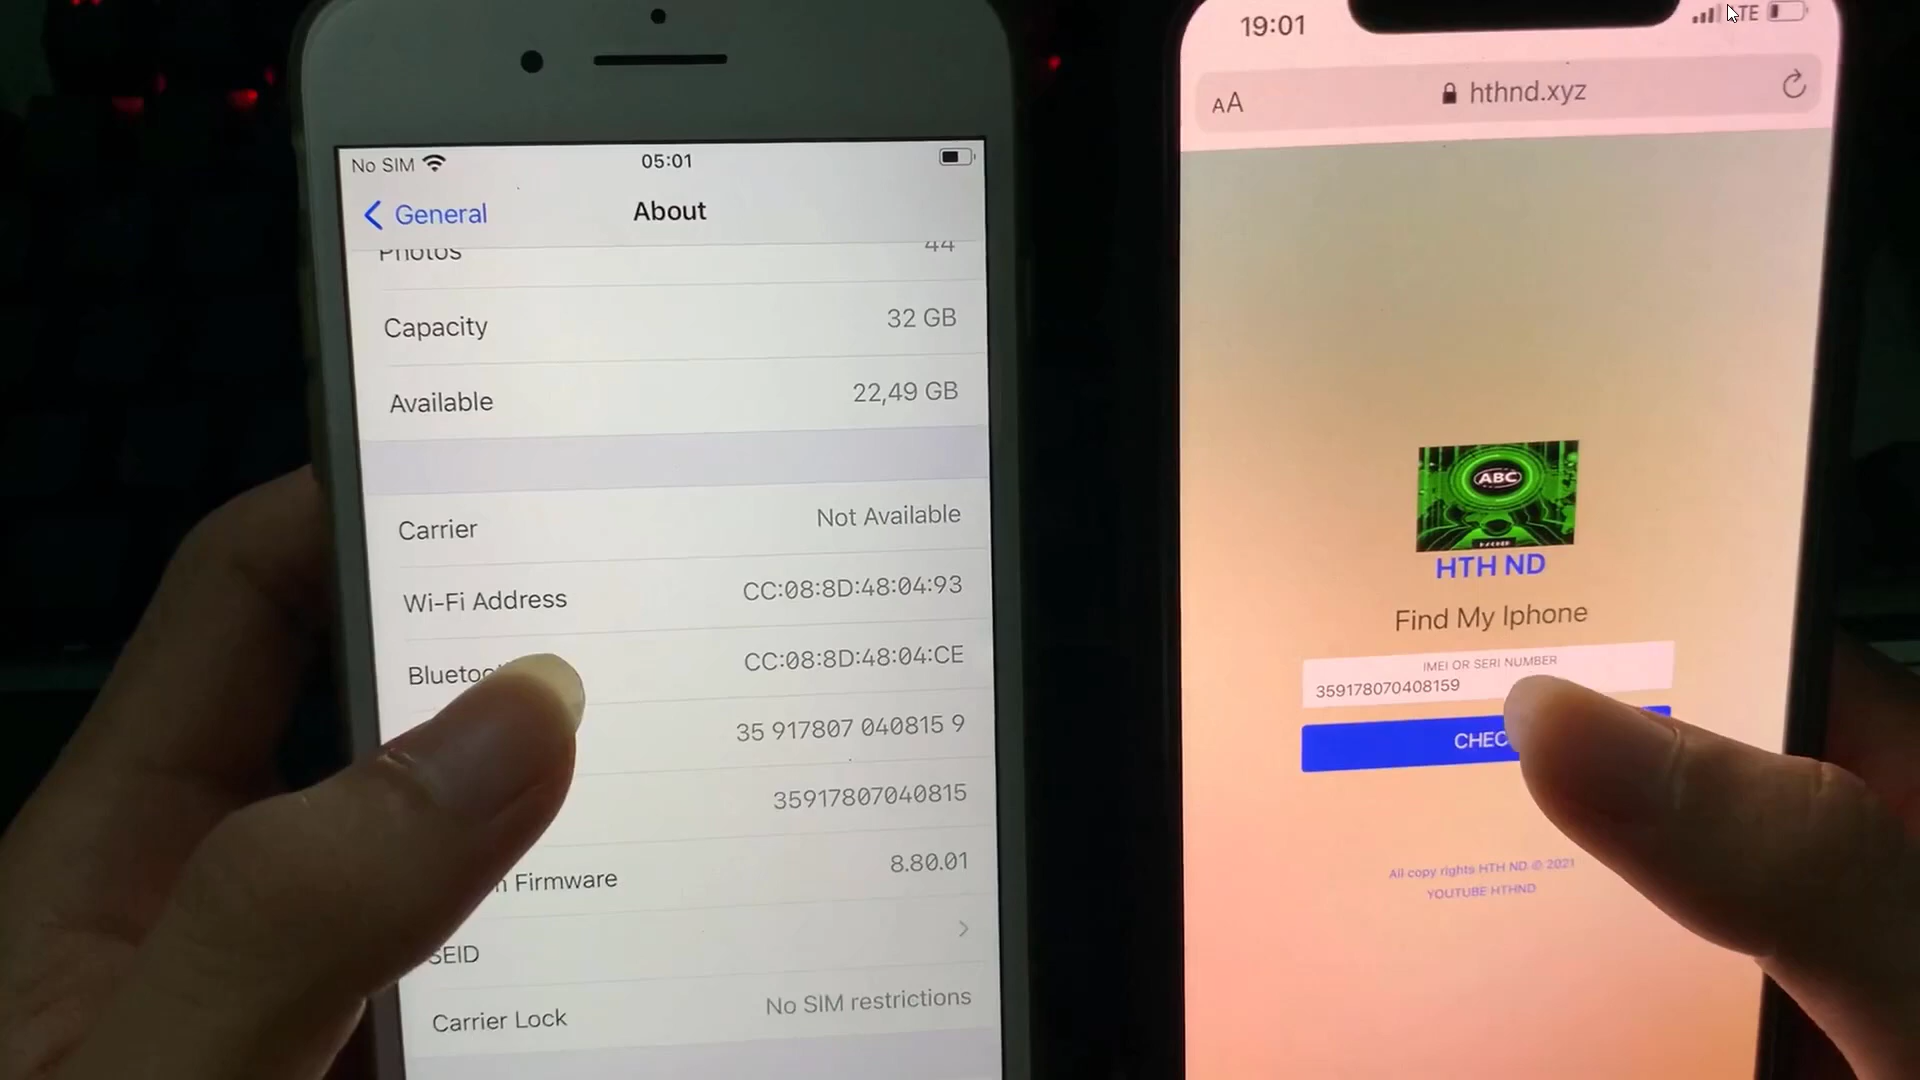 No SIM
05:01
General
About
Photos
44
Capacity
32 GB
Available
22,49 GB
Carrier
Not Available
Wi-Fi Address
CC:08:8D:48:04:93
CC:08:8D:48:04:CE
35 917807 040815 9
35917807040815
Firmware
8.80.01
SEID
Carrier Lock
No SIM restrictions
19:01
AA
hthnd.xyz
ABC
HTH ND
Find My Iphone
IMEI OR SERI NUMBER
359178070408159
All copy rights HTH ND © 2021
YOUTUBE HTHND